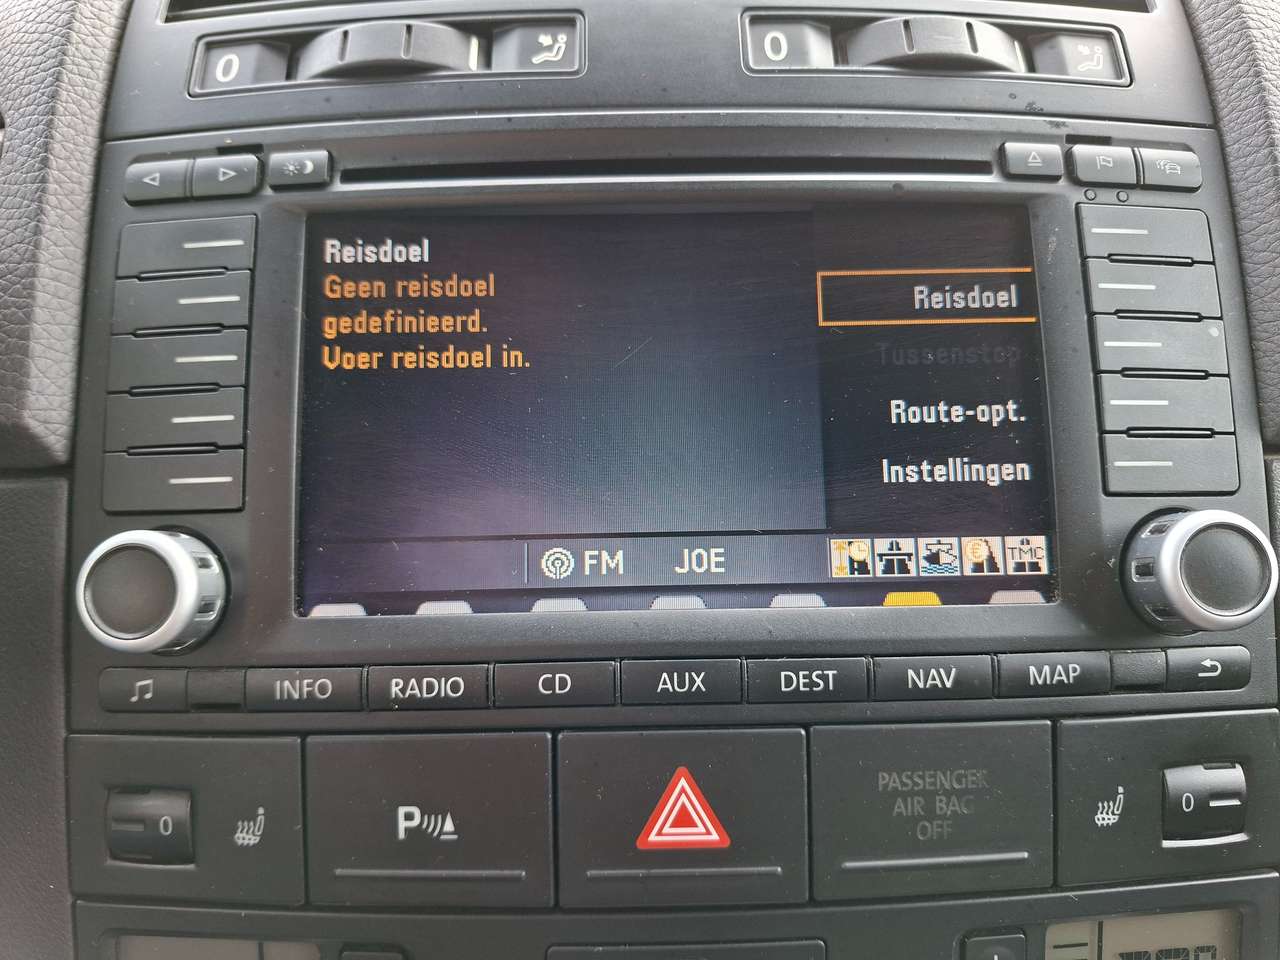 0
0
Reisdoel
Geen reisdoel
gedefinieerd.
Voer reisdoel in.
Reisdoel
Tussenstop
Route-opt.
Instellingen
FM JOE
TMC
INFO RADIO CD AUX DEST NAV MAP
0
P
PASSENGER
AIR BAG
OFF
0